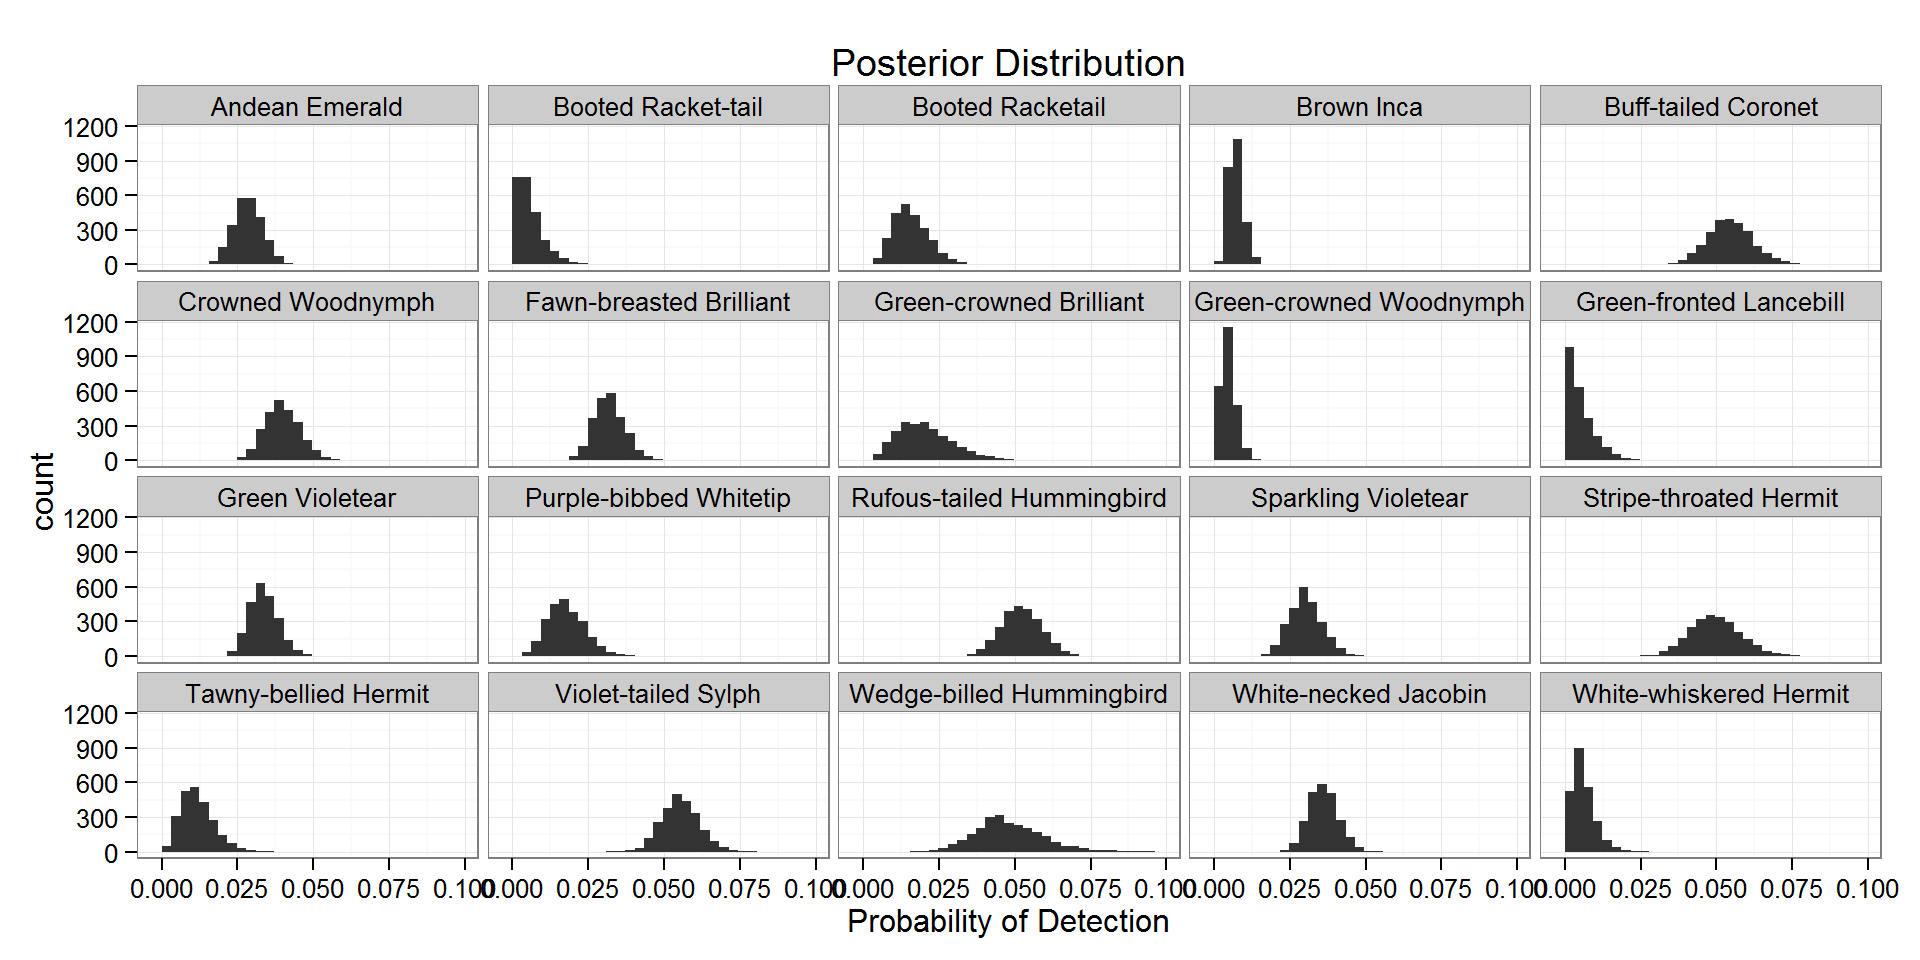 Posterior Distribution
Andean Emerald Booted Racket-tail Booted Racketail Brown Inca Buff-tailed Coronet
1200
900
600
300
0
Crowned Woodnymph Fawn-breasted Brilliant Green-crowned Brilliant Green-crowned Woodnymph Green-fronted Lancebill
1200
900
600
300
0
count
Green Violetear Purple-bibbed Whitetip Rufous-tailed Hummingbird Sparkling Violetear Stripe-throated Hermit
1200
900
600
300
0
Tawny-bellied Hermit Violet-tailed Sylph Wedge-billed Hummingbird White-necked Jacobin White-whiskered Hermit
1200
900
600
300
0
0.000 0.025 0.050 0.075 0.100 0.000 0.025 0.050 0.075 0.100 0.000 0.025 0.050 0.075 0.100 0.000 0.025 0.050 0.075 0.100 0.000 0.025 0.050 0.075 0.100
Probability of Detection